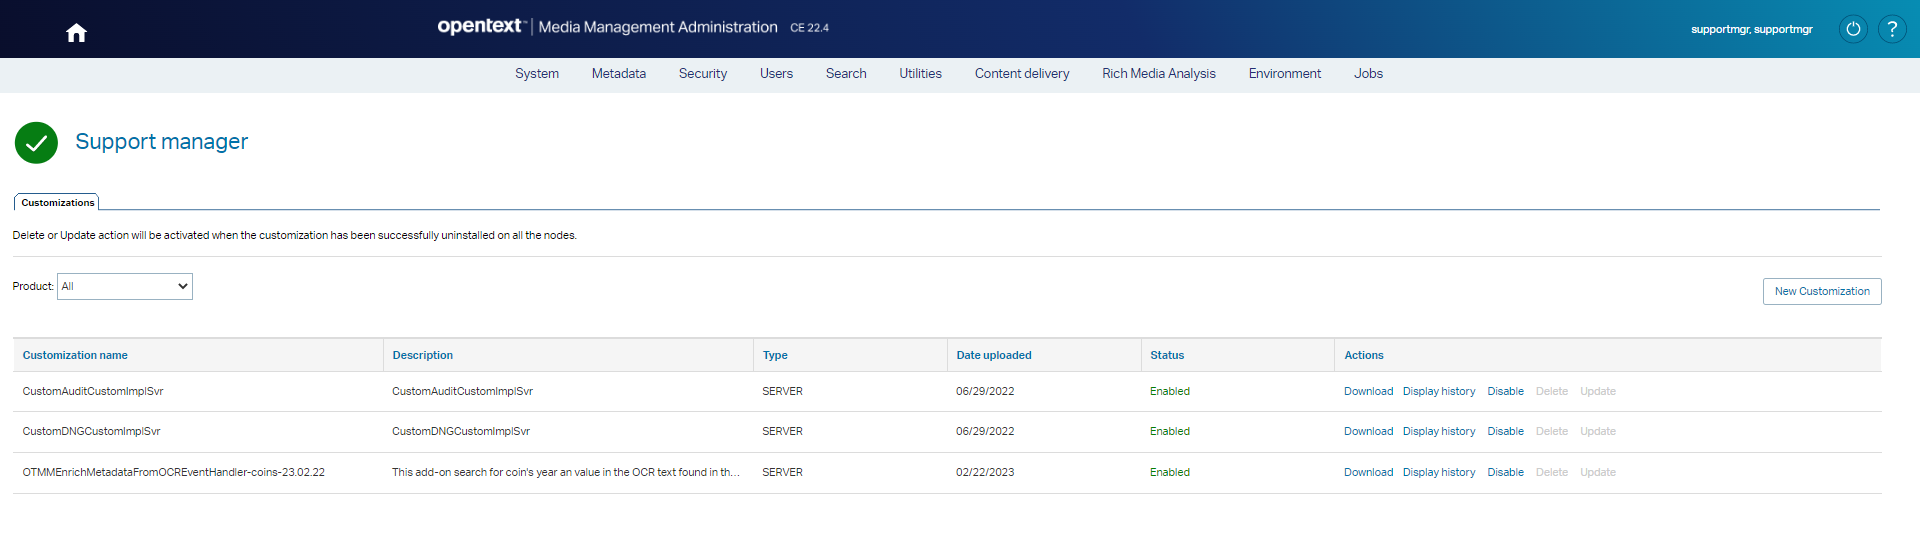 opentext™ | Media Management Administration CE 22.4
supportmgr, supportmgr
?
System Metadata Security Users Search Utilities Content delivery Rich Media Analysis Environment Jobs
Support manager
Customizations
Delete or Update action will be activated when the customization has been successfully uninstalled on all the nodes.
Product: All
New Customization
Customization name Description Type Date uploaded Status Actions
CustomAuditCustomImplSvr CustomAuditCustomImplSvr SERVER 06/29/2022 Enabled Download Display history Disable Delete Update
CustomDNGCustomImplSvr CustomDNGCustomImplSvr SERVER 06/29/2022 Enabled Download Display history Disable Delete Update
OTMMEnrichMetadataFromOCREventHandler-coins-23.02.22 This add-on search for coin's year an value in the OCR text found in th... SERVER 02/22/2023 Enabled Download Display history Disable Delete Update